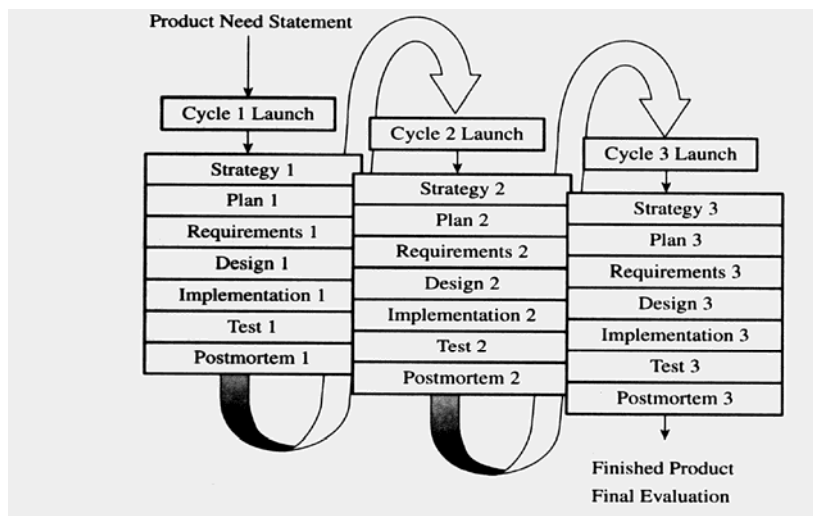 Product Need Statement
Cycle 1 Launch
Strategy 1
Plan 1
Requirements 1
Design 1
Implementation 1
Test 1
Postmortem 1
Cycle 2 Launch
Strategy 2
Plan 2
Requirements 2
Design 2
Implementation 2
Test 2
Postmortem 2
Cycle 3 Launch
Strategy 3
Plan 3
Requirements 3
Design 3
Implementation 3
Test 3
Postmortem 3
Finished Product
Final Evaluation